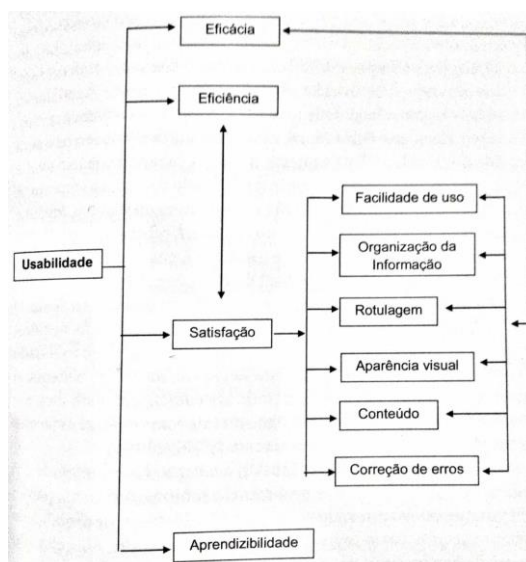 Eficácia
Eficiência
Facilidade de uso
Organização da
Informação
Usabilidade
Rotulagem
Satisfação
Aparência visual
Conteúdo
Correção de erros
Aprendizibilidade